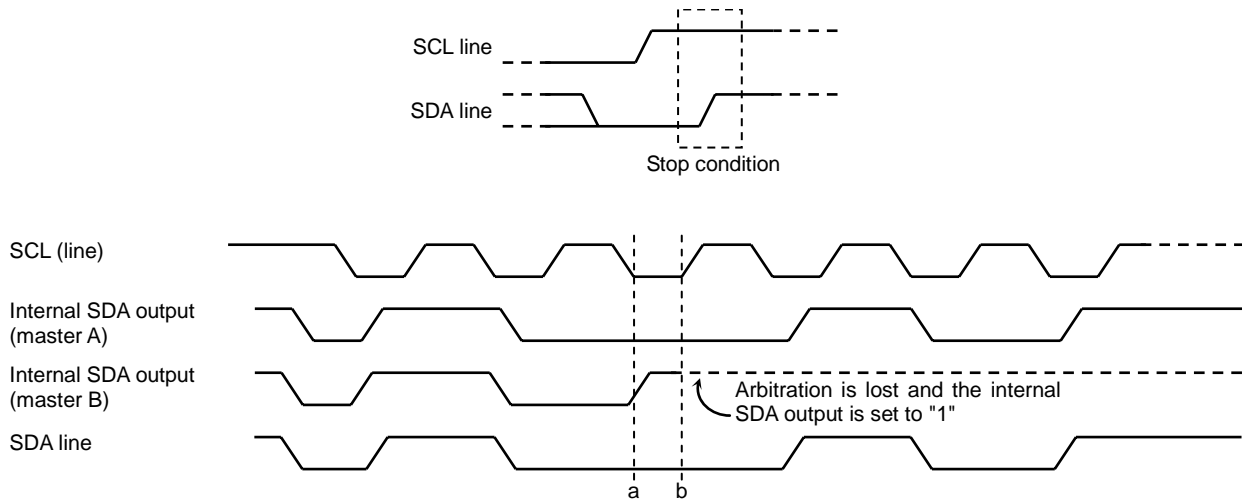 SCL line
SDA line
Stop condition
SCL (line)
Internal SDA output
(master A)
Internal SDA output
(master B)
Arbitration is lost and the internal
SDA output is set to "1"
SDA line
a
b